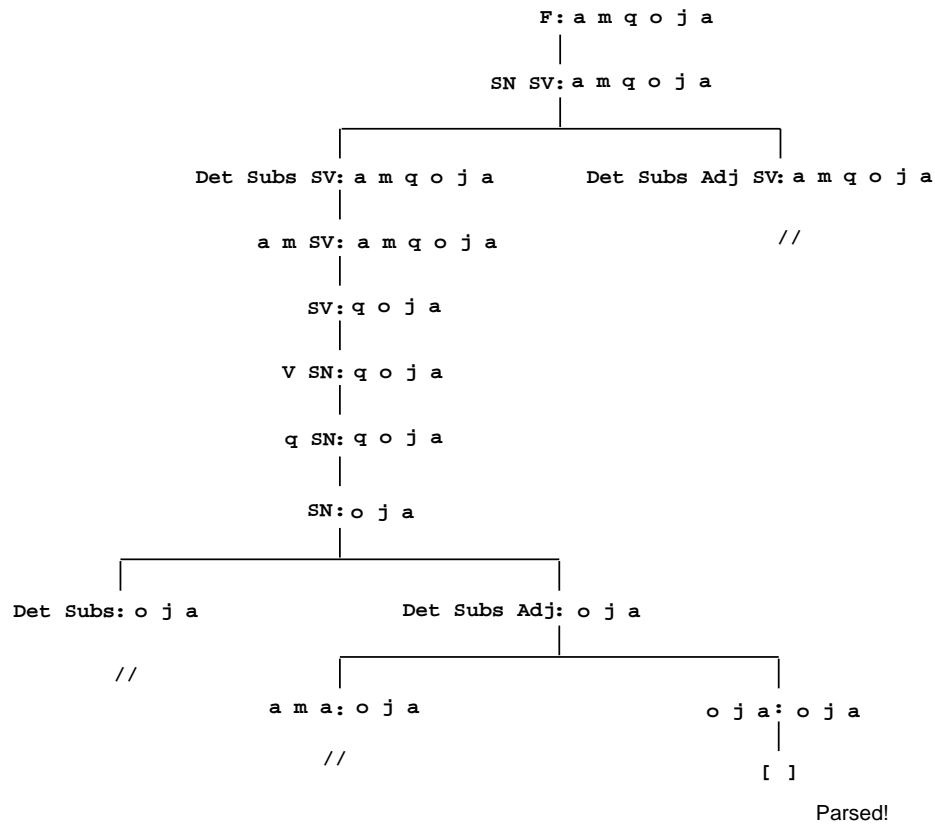 F: a m q o j a
SN SV: a m q o j a
Det Subs SV: a m q o j a
Det Subs Adj SV: a m q o j a
a m SV: a m q o j a
//
SV: q o j a
V SN: q o j a
q SN: q o j a
SN: o j a
Det Subs: o j a
Det Subs Adj: o j a
//
a m a: o j a
o j a: o j a
//
[ ]
Parsed!